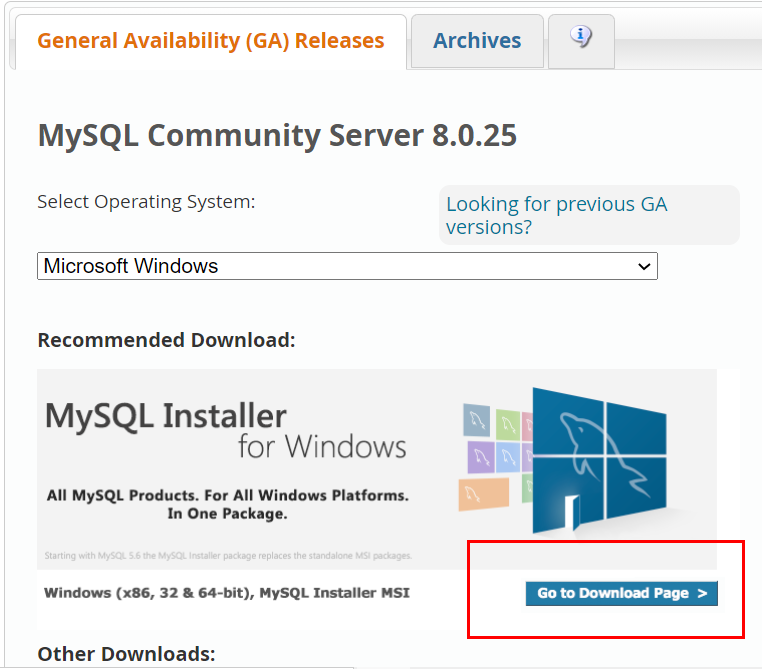 General Availability (GA) Releases
Archives
MySQL Community Server 8.0.25
Select Operating System:
Looking for previous GA
versions?
Microsoft Windows
Recommended Download:
MySQL Installer
for Windows
All MySQL Products. For All Windows Platforms.
In One Package.
Starting with MySQL 5.6 the MySQL Installer package replaces the standalone MSI packages.
Windows (x86, 32 & 64-bit), MySQL Installer MSI
Go to Download Page >
Other Downloads: